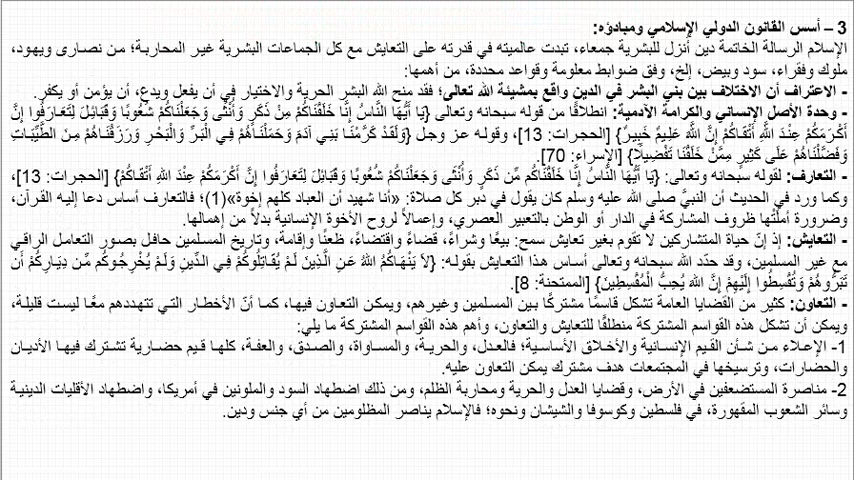 3 – أسس القانون الدولي الإسلامي ومبادؤه:
الإسلام الرسالة الخاتمة دين أُنزل للبشرية جمعاء، تبدت عالميته في قدرته على التعايش مع كل الجماعات البشرية غير المحاربة؛ من نصارى ويهود،
ملوك وفقراء، سود وبيض، إلخ، وفق ضوابط معلومة وقواعد محددة، من أهمها:
- الاعتراف أن الاختلاف بين بني البشر في الدين واقع بمشيئة الله تعالى؛ فقد منح الله البشر الحرية والاختيار في أن يفعل ويدع، أن يؤمن أو يكفر.
- وحدة الأصل الإنساني والكرامة الآدمية: انطلاقًا من قوله سبحانه وتعالى {يَا أَيُّهَا النَّاسُ إِنَّا خَلَقْنَاكُمْ مِنْ ذَكَرٍ وَأُنْثَى وَجَعَلْنَاكُمْ شُعُوبًا وَقَبَائِلَ لِتَعَارَفُوا إِنَّ
أَكْرَمَكُمْ عِنْدَ اللَّهِ أَتْقَاكُمْ إِنَّ اللَّهَ عَلِيمٌ خَبِيرٌ} [الحجرات: 13]، وقوله عز وجل {وَلَقَدْ كَرَّمْنَا بَنِي آدَمَ وَحَمَلْنَاهُمْ فِي الْبَرِّ وَالْبَحْرِ وَرَزَقْنَاهُمْ مِنَ الطَّيِّبَاتِ
وَفَضَّلْنَاهُمْ عَلَى كَثِيرٍ مِمَّنْ خَلَقْنَا تَفْضِيلًا} [الإسراء: 70].
- التعارف: لقوله سبحانه وتعالى: {يَا أَيُّهَا النَّاسُ إِنَّا خَلَقْنَاكُم مِّن ذَكَرٍ وَأُنْثَى وَجَعَلْنَاكُمْ شُعُوبًا وَقَبَائِلَ لِتَعَارَفُوا إِنَّ أَكْرَمَكُمْ عِندَ اللهِ أَتْقَاكُمْ} [الحجرات: 13]،
وكما ورد في الحديث أن النبيَّ صلى الله عليه وسلم كان يقول في دبر كل صلاة: «أنا شهيد أن العباد كلهم إخوة»(1)؛ فالتعارف أساس دعا إليه القرآن،
وضرورة أملَتْها ظروف المشاركة في الدار أو الوطن بالتعبير العصري، وإعمالاً لروح الأخوة الإنسانية بدلاً من إهمالها.
- التعايش: إذ إنّ حياة المتشاركين لا تقوم بغير تعايش سمح: بيعًا وشراءً، قضاءً واقتضاءً، ظعنًا وإقامة، وتاريخ المسلمين حافل بصور التعامل الراقي
مع غير المسلمين، وقد حدّد الله سبحانه وتعالى أساس هذا التعايش بقوله: {لاَ يَنْهَاكُمُ اللهُ عَنِ الَّذِينَ لَمْ يُقَاتِلُوكُمْ فِي الدِّينِ وَلَمْ يُخْرِجُوكُم مِّن دِيَارِكُمْ أَن
تَبَرُّوهُمْ وَتُقْسِطُوا إِلَيْهِمْ إِنَّ اللهَ يُحِبُّ الْمُقْسِطِينَ} [الممتحنة: 8].
- التعاون: كثير من القضايا العامة تشكل قاسمًا مشتركًا بين المسلمين وغيرهم، ويمكن التعاون فيها، كما أنّ الأخطار التي تتهددهم معًا ليست قليلة،
ويمكن أن تشكل هذه القواسم المشتركة منطلقًا للتعايش والتعاون، وأهم هذه القواسم المشتركة ما يلي:
1- الإعلاء من شأن القيم الإنسانية والأخلاق الأساسية؛ فالعدل، والحرية، والمساواة، والصدق، والعفة، كلها قيم حضارية تشترك فيها الأديان
والحضارات، وترسيخها في المجتمعات هدف مشترك يمكن التعاون عليه.
2- مناصرة المستضعفين في الأرض، وقضايا العدل والحرية ومحاربة الظلم، ومن ذلك اضطهاد السود والملونين في أمريكا، واضطهاد الأقليات الدينية
وسائر الشعوب المقهورة، في فلسطين وكوسوفا والشيشان ونحوه؛ فالإسلام يناصر المظلومين من أي جنس ودين.